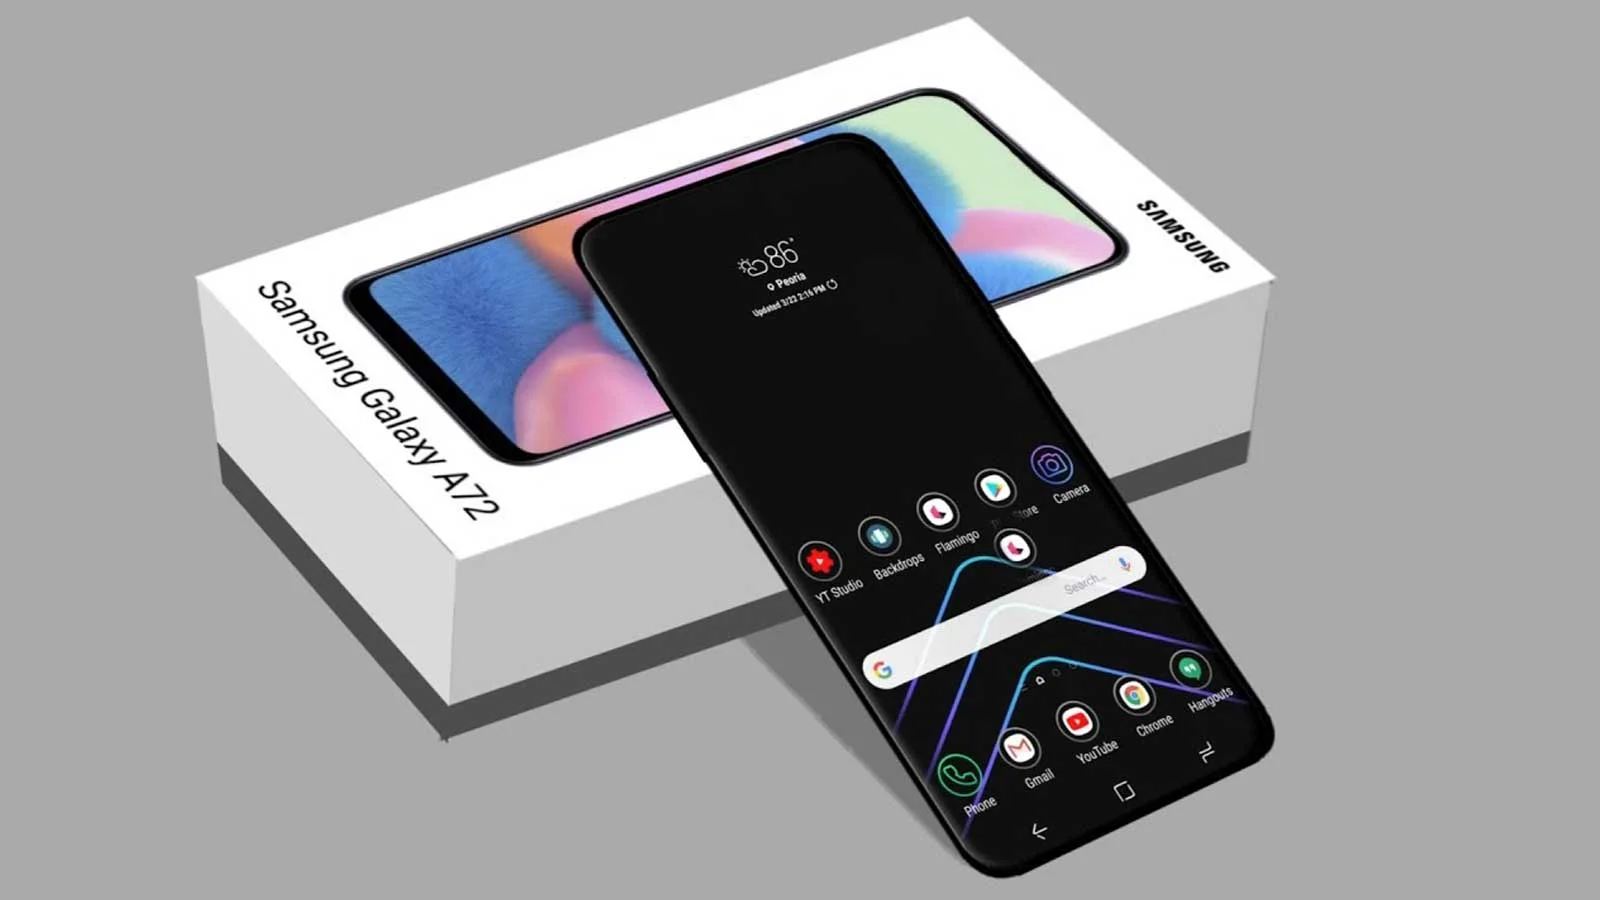 SAMSUNG
Samsung Galaxy A72
86°
Peoria
Updated 3/22 2:16 PM
YT Studio
Backdrops
Flamingo
Store
Camera
Search...
Phone
Gmail
YouTube
Chrome
Hangouts